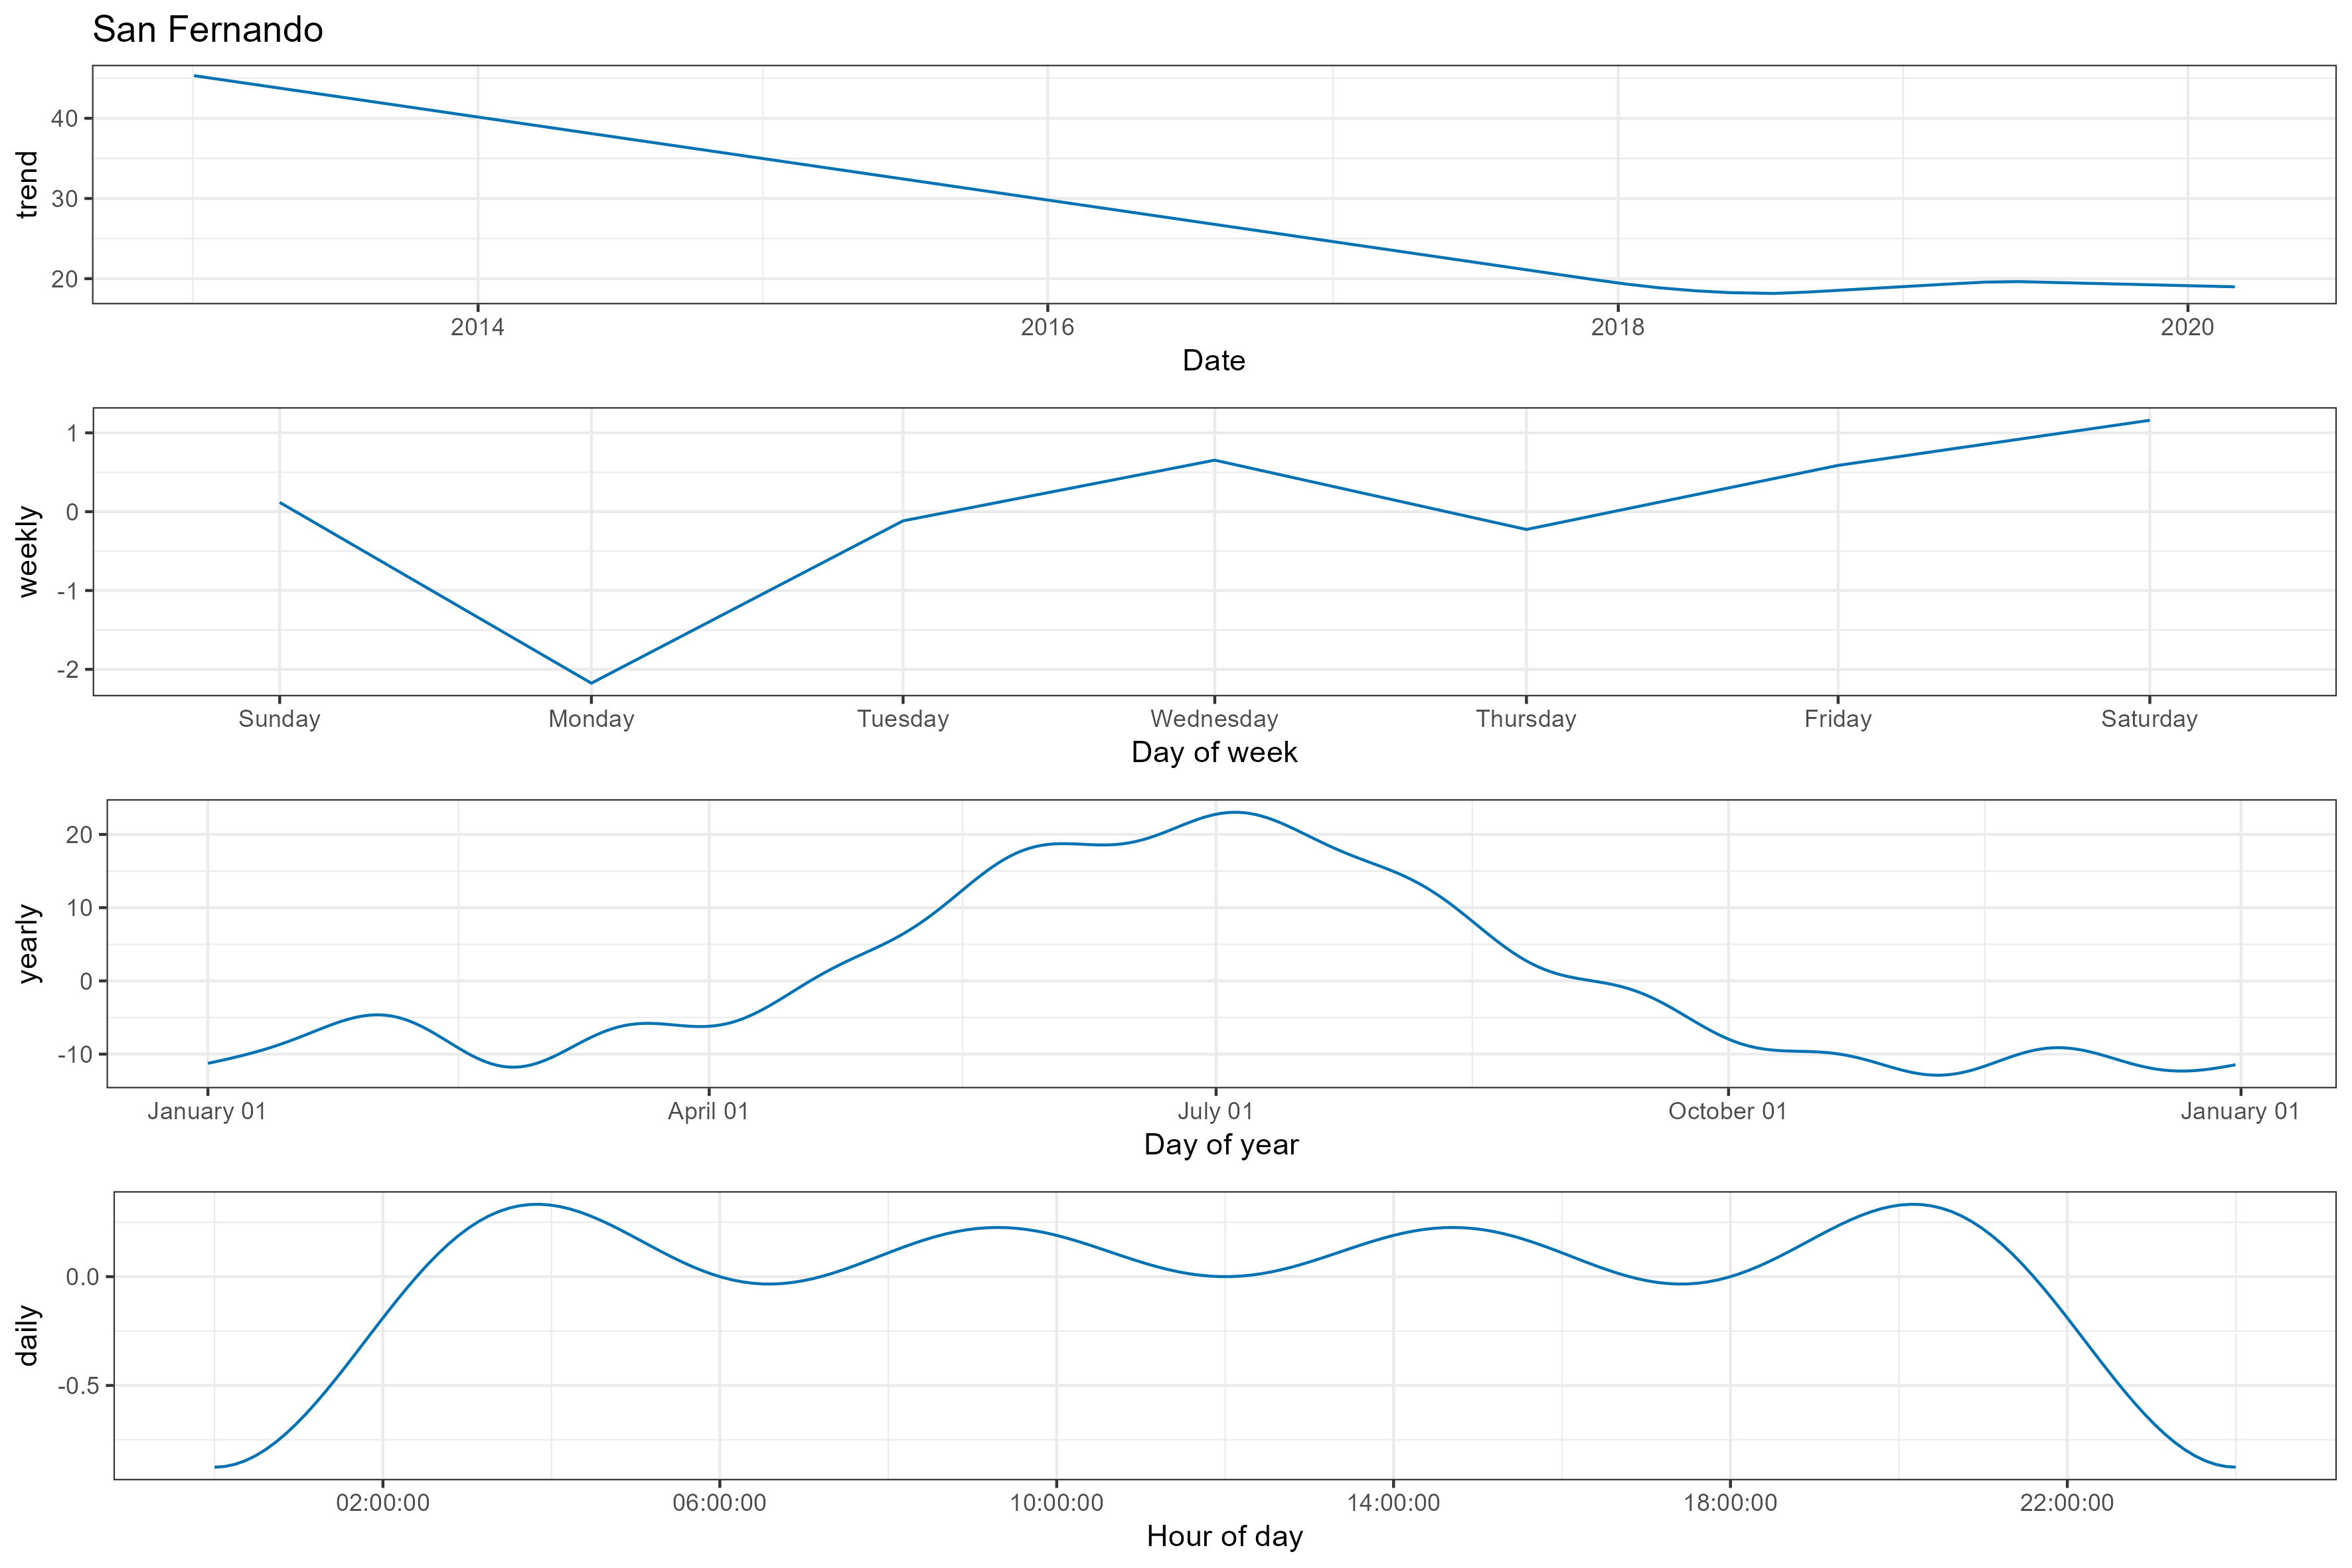 San Fernando
trend
40
30
20
2014 2016 2018 2020
Date
weekly
1
0
-1
-2
Sunday Monday Tuesday Wednesday Thursday Friday Saturday
Day of week
yearly
20
10
0
-10
January 01 April 01 July 01 October 01 January 01
Day of year
daily
0.0
-0.5
02:00:00 06:00:00 10:00:00 14:00:00 18:00:00 22:00:00
Hour of day